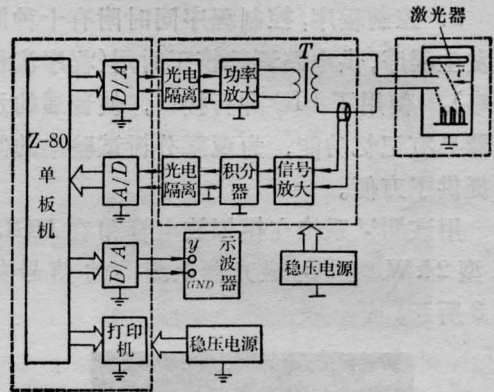 激光器
r
T
D/A
光电
隔离
功率
放大
Z-80
单
板
机
A/D
光电
隔离
积分
器
信号
放大
D/A
y
GND
示
波
器
稳压电源
打印
机
稳压电源